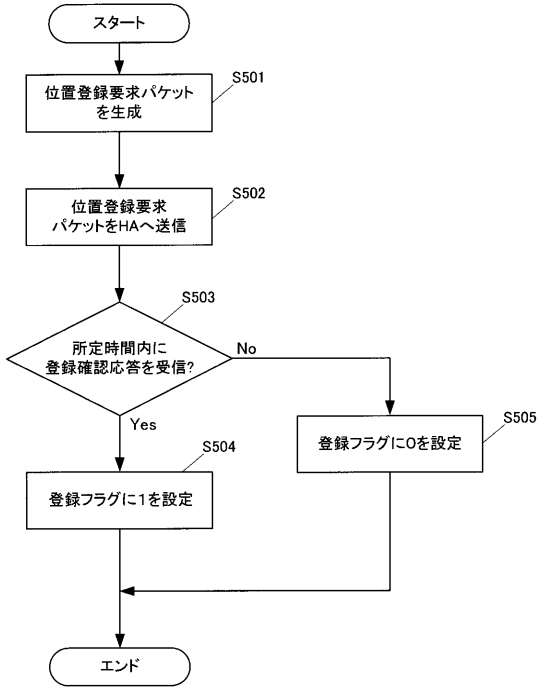 スタート
S501
位置登録要求パケット
を生成
S502
位置登録要求
パケットをHAへ送信
S503
所定時間内に
登録確認応答を受信?
No
Yes
S504
登録フラグに1を設定
S505
登録フラグに0を設定
エンド